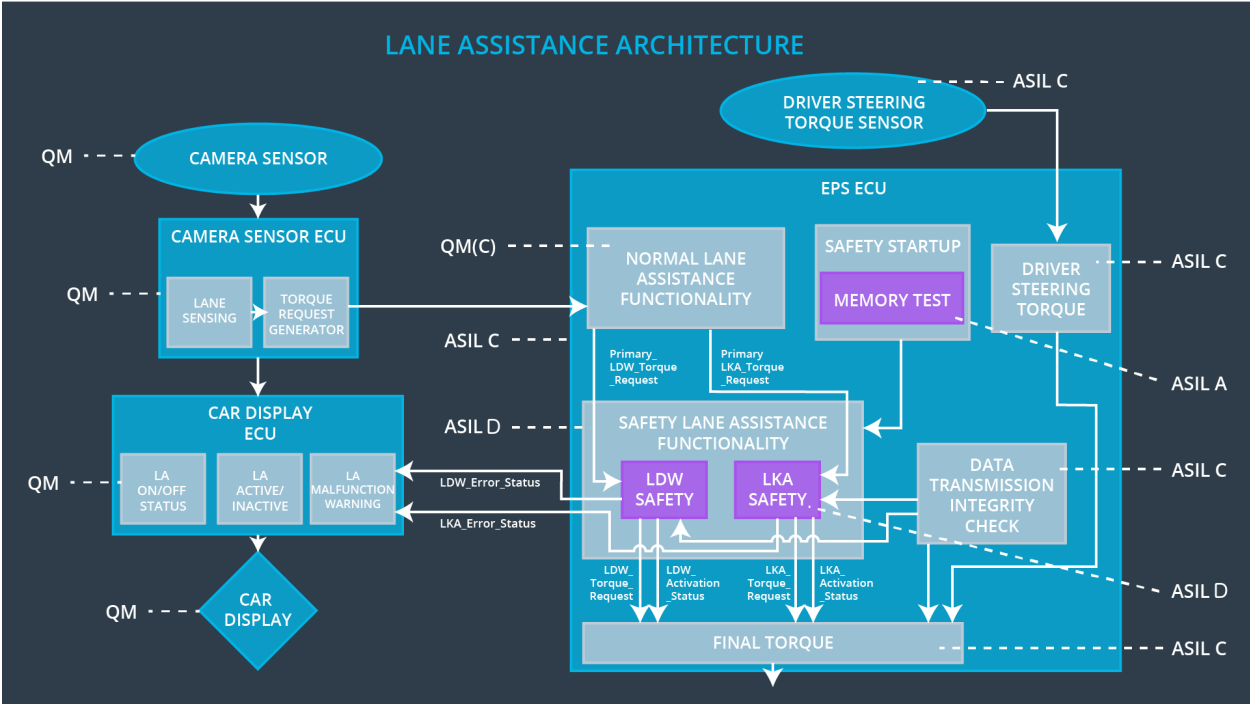 LANE ASSISTANCE ARCHITECTURE
ASIL C
DRIVER STEERING
TORQUE SENSOR
QM
CAMERA SENSOR
EPS ECU
CAMERA SENSOR ECU
QM(C)
NORMAL LANE
ASSISTANCE
FUNCTIONALITY
SAFETY STARTUP
MEMORY TEST
DRIVER
STEERING
TORQUE
ASIL C
QM
LANE
SENSING
TORQUE
REQUEST
GENERATOR
ASIL C
Primary_
LDW_Torque
_Request
Primary
LKA_Torque
_Request
ASIL A
CAR DISPLAY
ECU
ASIL D
SAFETY LANE ASSISTANCE
FUNCTIONALITY
QM
LA
ON/OFF
STATUS
LA
ACTIVE/
INACTIVE
LA
MALFUNCTION
WARNING
LDW_Error_Status
LKA_Error_Status
LDW
SAFETY
LKA
SAFETY
DATA
TRANSMISSION
INTEGRITY
CHECK
ASIL C
LDW_
Torque_
Request
LDW_
Activation
_Status
LKA_
Torque_
Request
LKA_
Activation
_Status
ASIL D
QM
CAR
DISPLAY
FINAL TORQUE
ASIL C